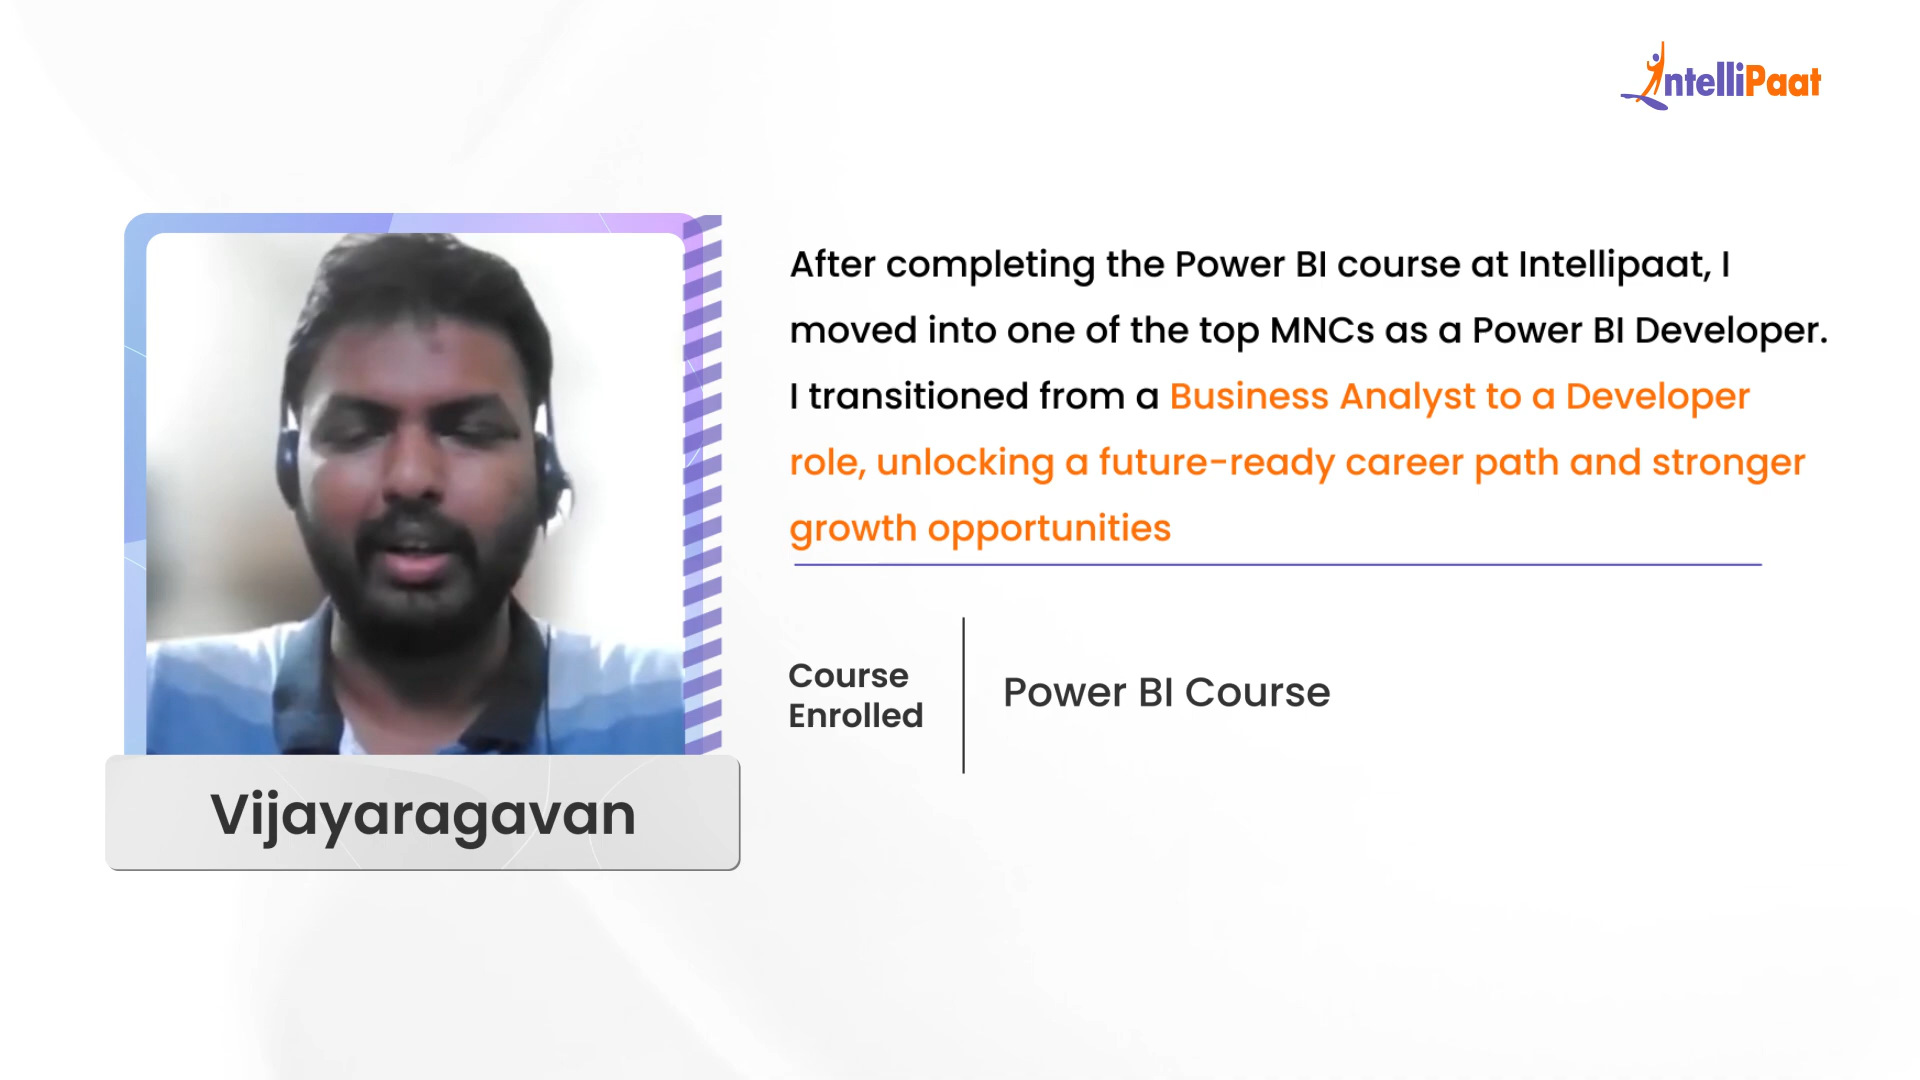 IntelliPaat
After completing the Power BI course at Intellipaat, I
moved into one of the top MNCs as a Power BI Developer.
I transitioned from a Business Analyst to a Developer
role, unlocking a future-ready career path and stronger
growth opportunities
Course
Enrolled
Power BI Course
Vijayaragavan